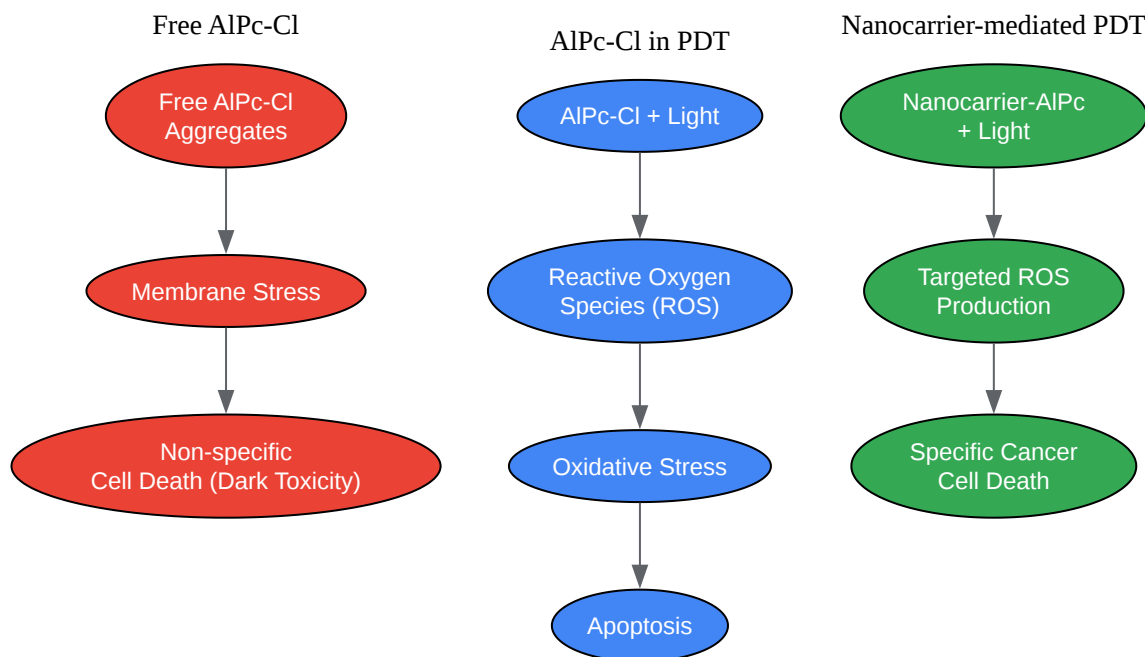 Free AlPc-Cl
Free AlPc-Cl
Aggregates
Membrane Stress
Non-specific
Cell Death (Dark Toxicity)
AlPc-Cl in PDT
AlPc-Cl + Light
Reactive Oxygen
Species (ROS)
Oxidative Stress
Apoptosis
Nanocarrier-mediated PDT
Nanocarrier-AlPc
+ Light
Targeted ROS
Production
Specific Cancer
Cell Death